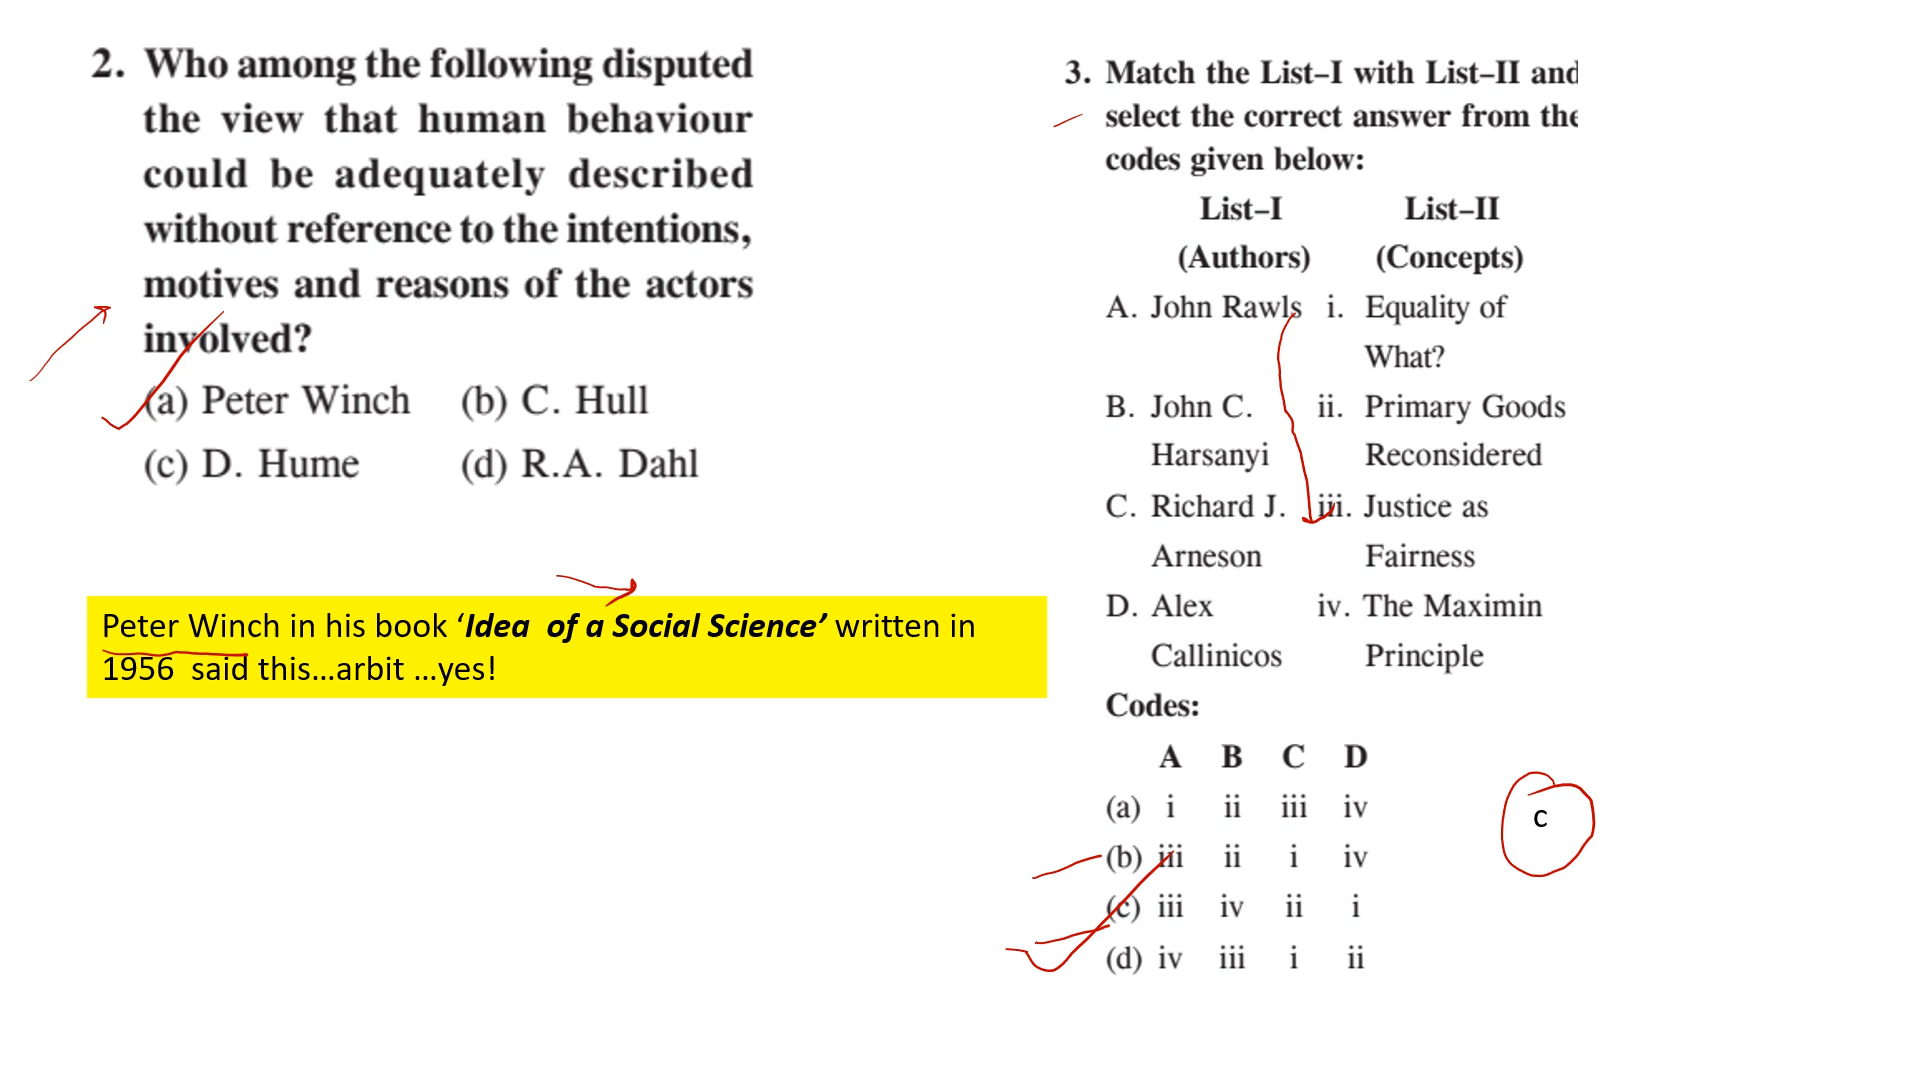 2. Who among the following disputed
the view that human behaviour
could be adequately described
without reference to the intentions,
motives and reasons of the actors
involved?
(a) Peter Winch (b) C. Hull
(c) D. Hume (d) R.A. Dahl
Peter Winch in his book ‘Idea of a Social Science’ written in
1956 said this...arbit ...yes!
3. Match the List–I with List–II and
select the correct answer from the
codes given below:
List–I List–II
(Authors) (Concepts)
A. John Rawls i. Equality of
What?
B. John C. ii. Primary Goods
Harsanyi Reconsidered
C. Richard J. iii. Justice as
Arneson Fairness
D. Alex iv. The Maximin
Callinicos Principle
Codes:
A B C D
(a) i ii iii iv
(b) iii ii i iv
(c) iii iv ii i
(d) iv iii i ii
c